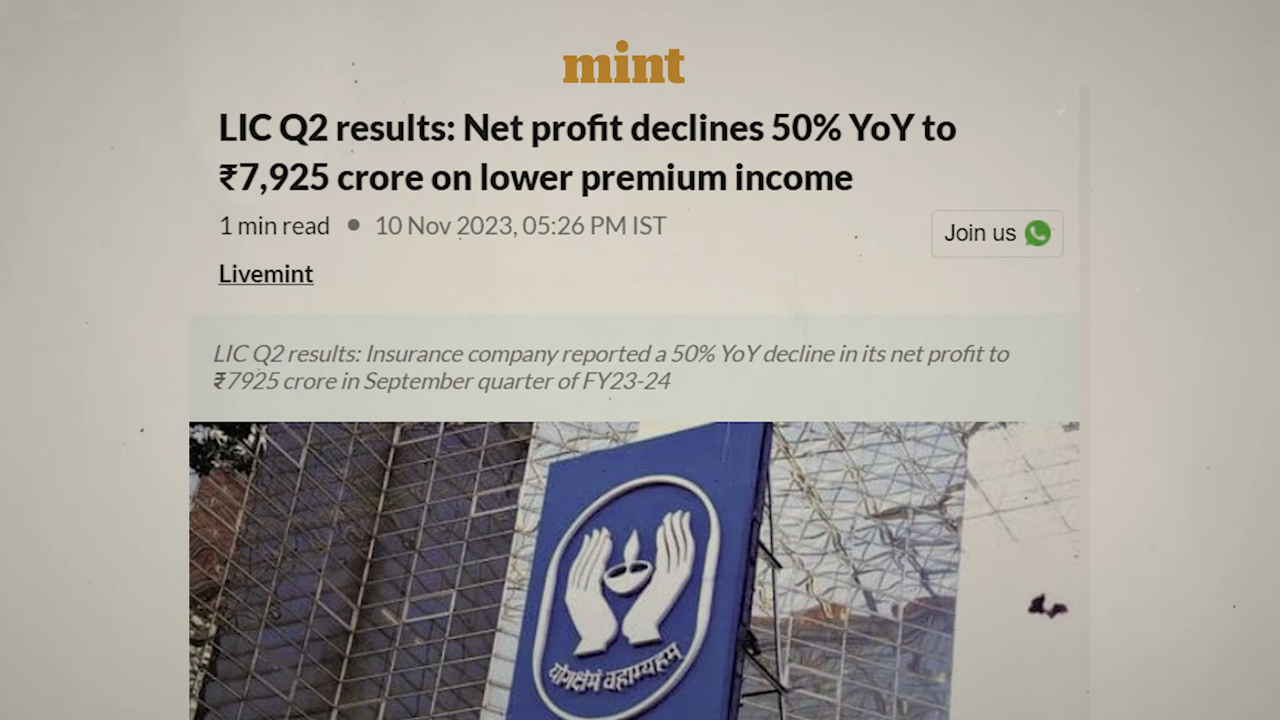 mint
LIC Q2 results: Net profit declines 50% YoY to
₹7,925 crore on lower premium income
1 min read • 10 Nov 2023, 05:26 PM IST
Join us
Livemint
LIC Q2 results: Insurance company reported a 50% YoY decline in its net profit to
₹7925 crore in September quarter of FY23-24
योगक्षेमं वहाम्यहम्